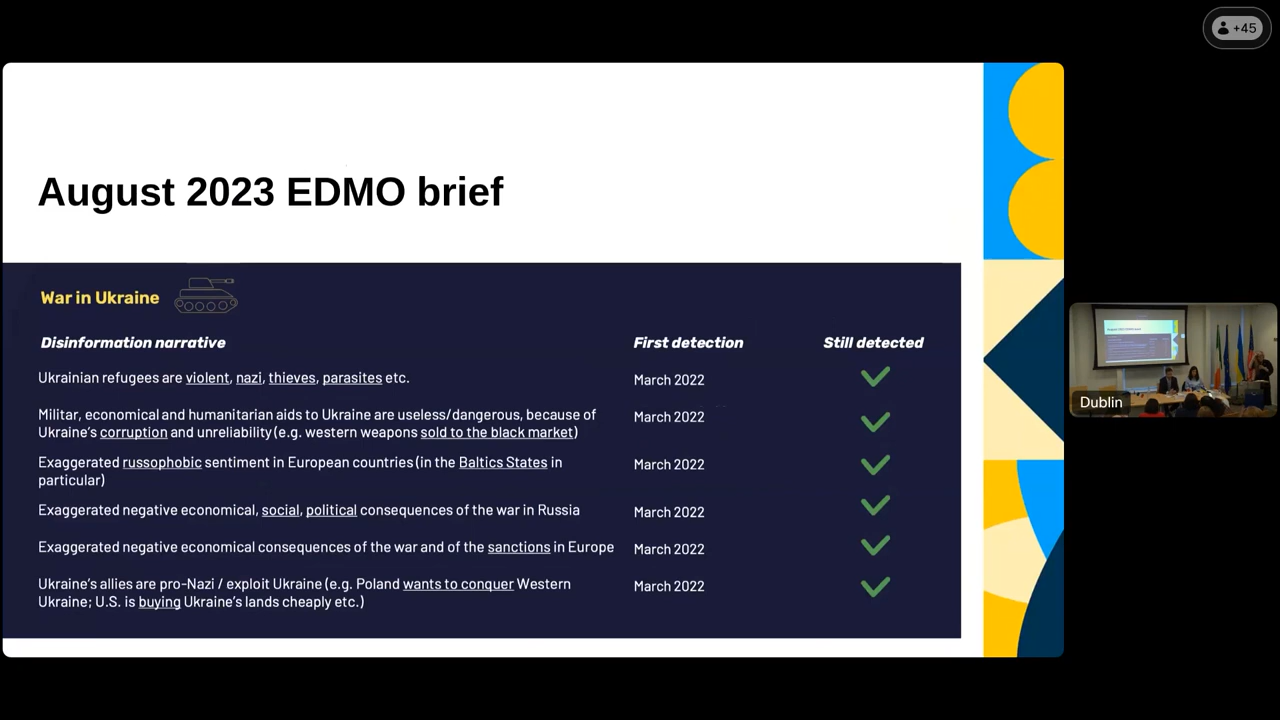 +45
August 2023 EDMO brief
War in Ukraine
Disinformation narrative First detection Still detected
Ukrainian refugees are violent, nazi, thieves, parasites etc. March 2022
Militar, economical and humanitarian aids to Ukraine are useless/dangerous, because of March 2022
Ukraine's corruption and unreliability (e.g. western weapons sold to the black market)
Exaggerated russophobic sentiment in European countries (in the Baltics States in March 2022
particular)
Exaggerated negative economical, social, political consequences of the war in Russia March 2022
Exaggerated negative economical consequences of the war and of the sanctions in Europe March 2022
Ukraine's allies are pro-Nazi / exploit Ukraine (e.g. Poland wants to conquer Western March 2022
Ukraine; U.S. is buying Ukraine's lands cheaply etc.)
Dublin